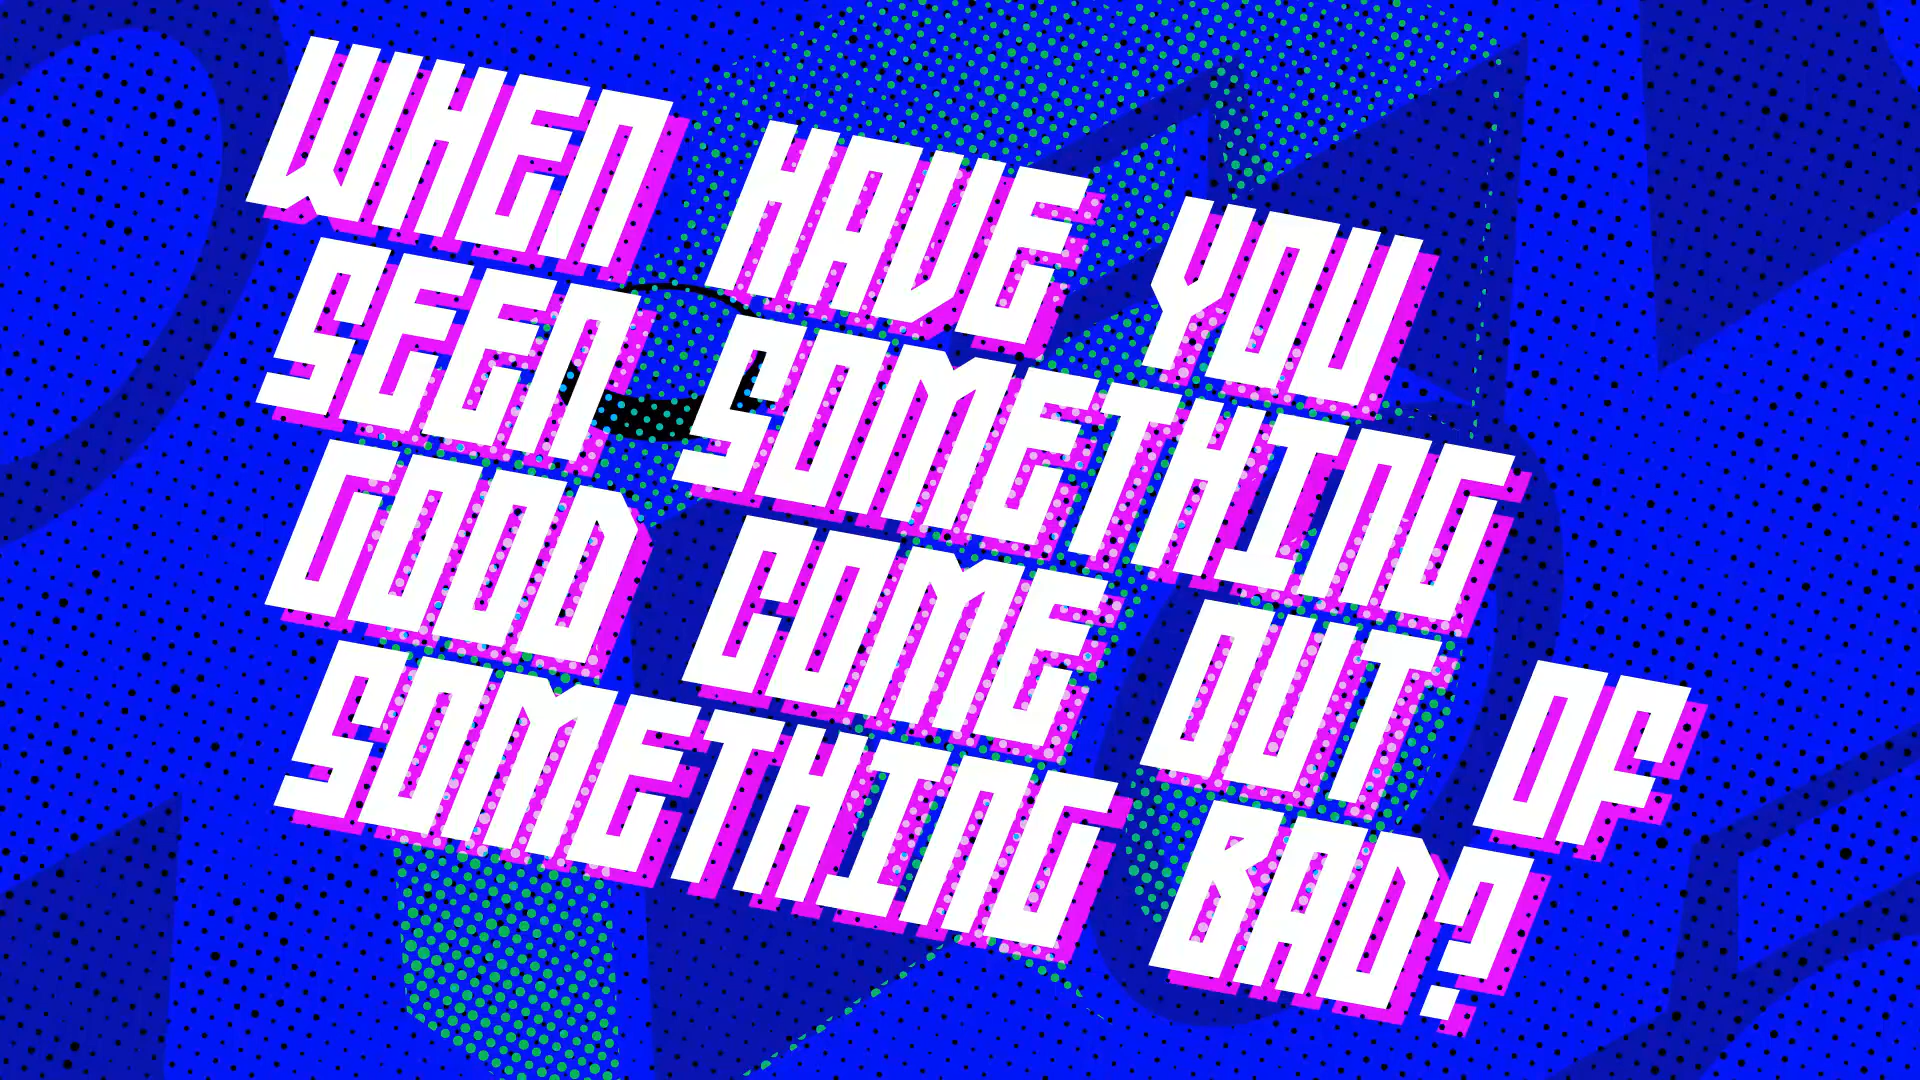 WHEN HAVE YOU
SEEN SOMETHING
GOOD COME OUT OF
SOMETHING BAD?